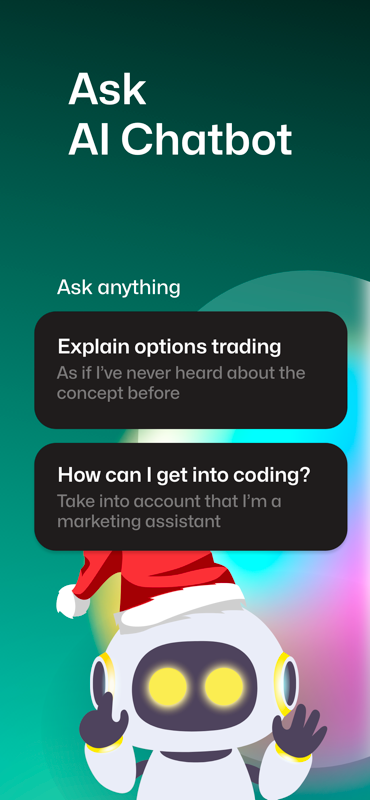 Ask
AI Chatbot
Ask anything
Explain options trading
As if I've never heard about the
concept before
How can I get into coding?
Take into account that I'm a
marketing assistant